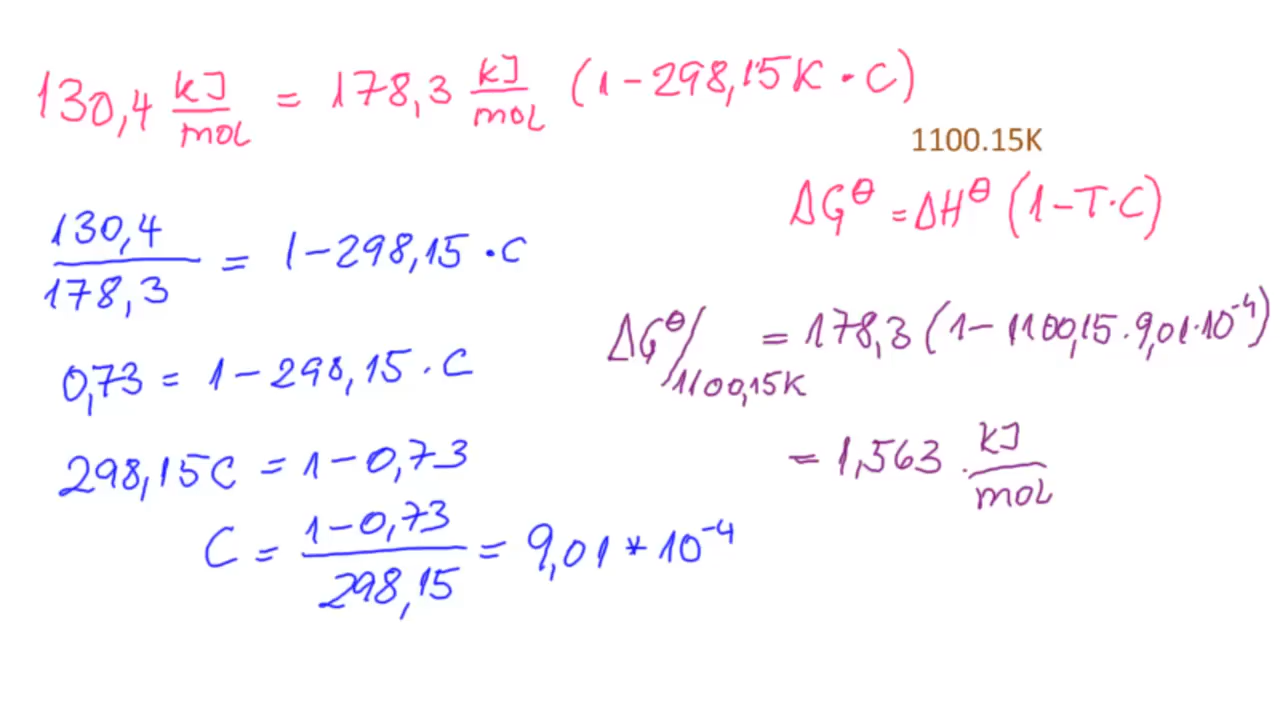 130,4 kJ/mol = 178,3 kJ/mol (1 - 298,15K · C)
1100.15K
ΔG^θ = ΔH^θ (1 - T · C)
130,4/178,3 = 1 - 298,15 · C
0,73 = 1 - 298,15 · C
298,15C = 1 - 0,73
C = (1 - 0,73)/298,15 = 9,01 * 10^-4
ΔG^θ/1100,15K = 178,3 (1 - 1100,15 · 9,01 · 10^-4)
= 1,563 · kJ/mol